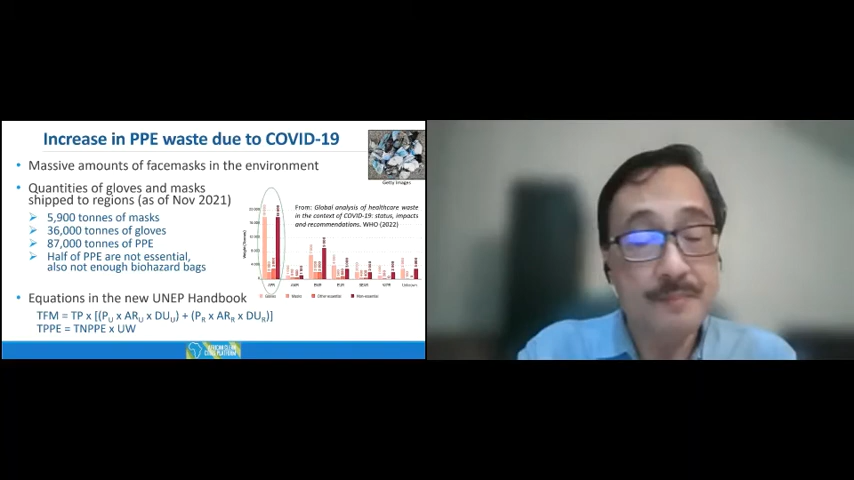 Increase in PPE waste due to COVID-19
• Massive amounts of facemasks in the environment
Getty Images
• Quantities of gloves and masks
shipped to regions (as of Nov 2021)
➢ 5,900 tonnes of masks
➢ 36,000 tonnes of gloves
➢ 87,000 tonnes of PPE
➢ Half of PPE are not essential,
also not enough biohazard bags
From: Global analysis of healthcare waste
in the context of COVID-19: status, impacts
and recommendations. WHO (2022)
• Equations in the new UNEP Handbook
TFM = TP x [(PU x ARU x DUU) + (PR x ARR x DUR)]
TPPE = TNPPE x UW
AFRICAN CLEAN
CITIES PLATFORM